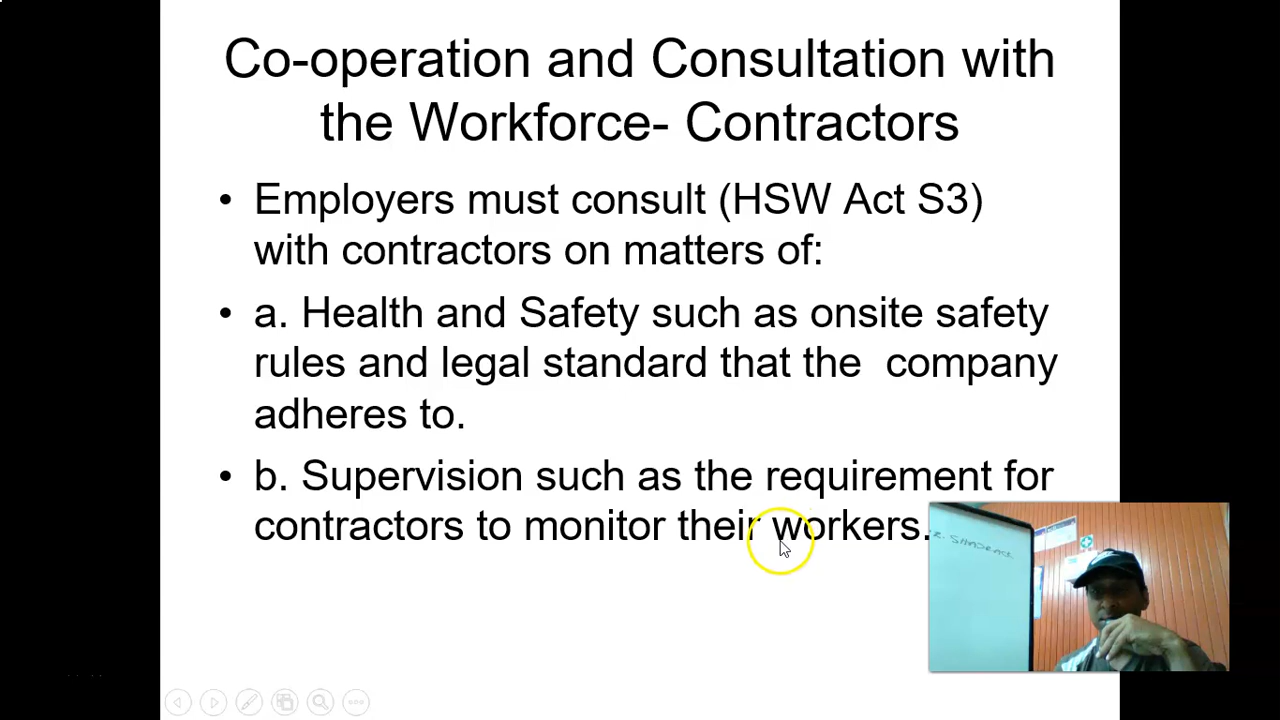 Co-operation and Consultation with
the Workforce- Contractors
• Employers must consult (HSW Act S3)
with contractors on matters of:
• a. Health and Safety such as onsite safety
rules and legal standard that the  company
adheres to.
• b. Supervision such as the requirement for
contractors to monitor their workers.